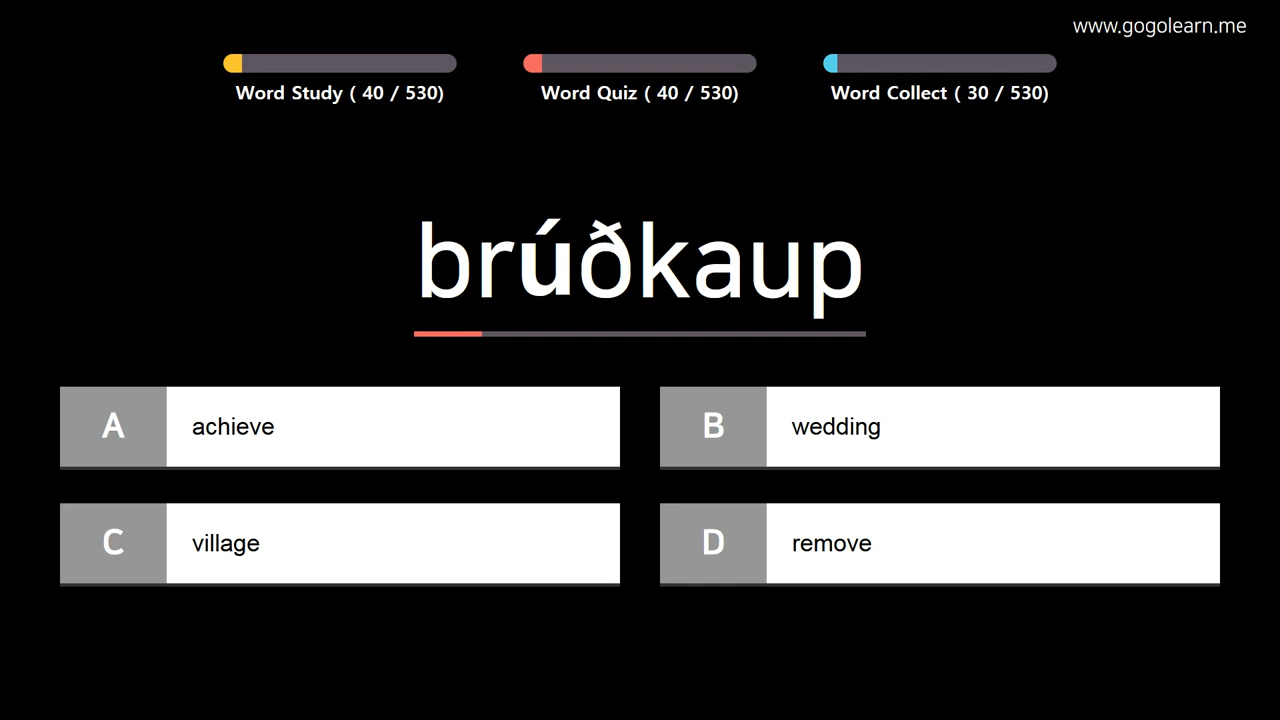 www.gogolearn.me
Word Study ( 40 / 530)
Word Quiz ( 40 / 530)
Word Collect ( 30 / 530)
brúðkaup
A achieve
B wedding
C village
D remove